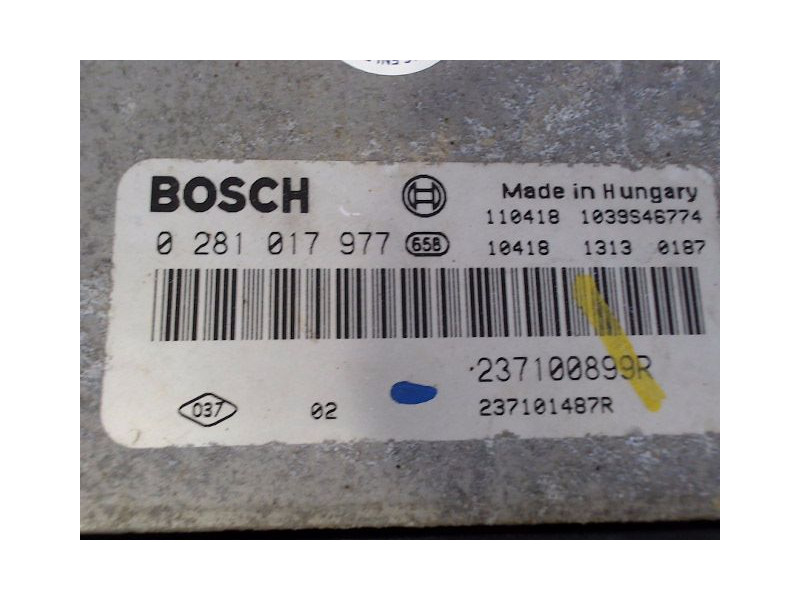 BOSCH
Made in Hungary
110418 1039S46774
0 281 017 977 658
10418 1313 0187
237100899R
037
02
237101487R